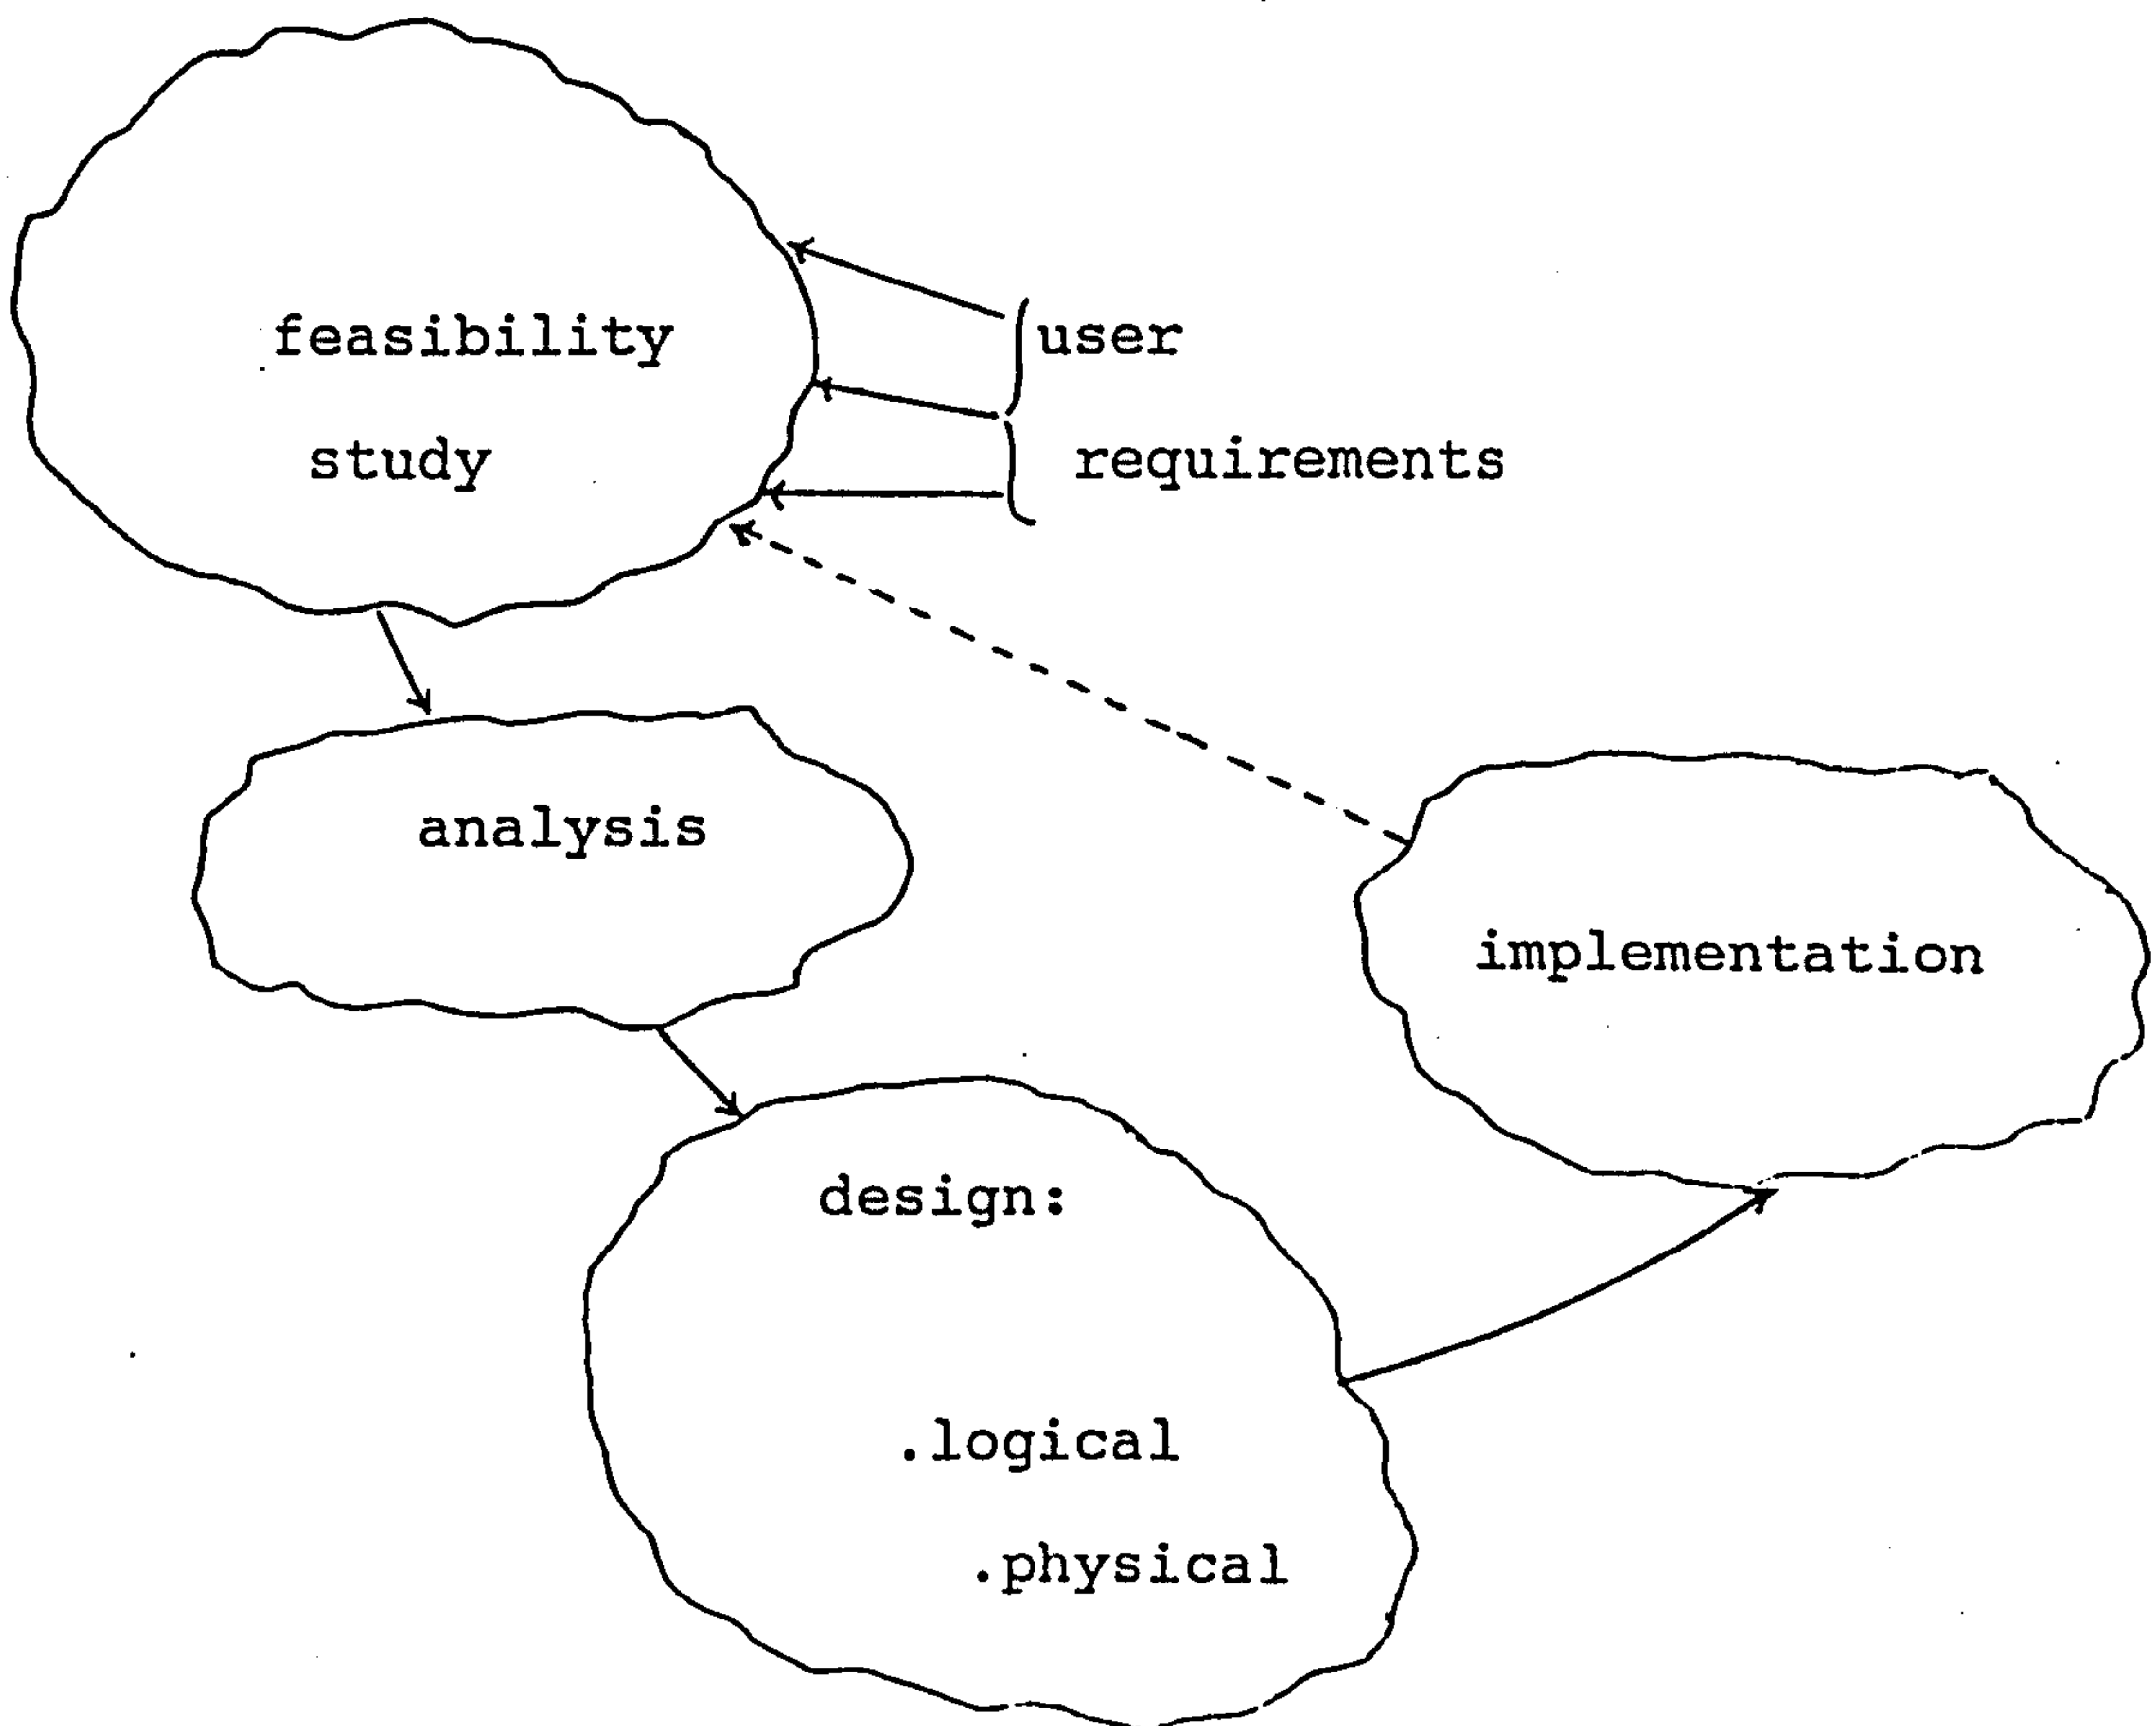 feasibility
study
user
requirements
analysis
implementation
design:
.logical
.physical